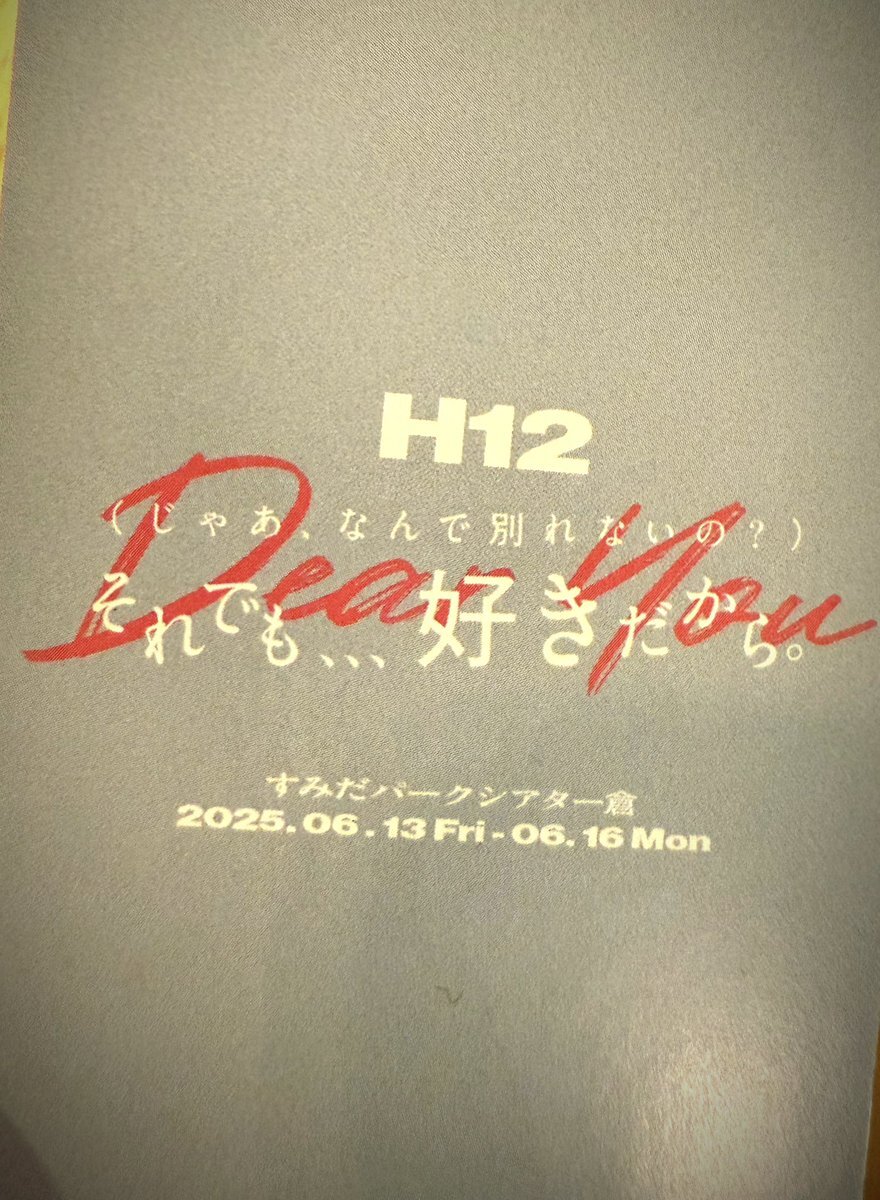 H12
Dear You
（じゃあ、なんで別れないの？）
それでも、、、好きだから。
すみだパークシアター倉
2025.06.13 Fri - 06.16 Mon